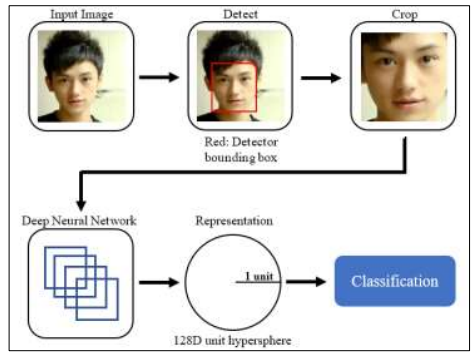 Input Image
Detect
Crop
Red: Detector
bounding box
Deep Neural Network
Representation
1 unit
Classification
128D unit hypersphere